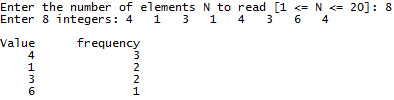 Enter the number of elements N to read [1 <= N <= 20]: 8
Enter 8 integers: 4 1 3 1 4 3 6 4
Value frequency
4 3
1 2
3 2
6 1